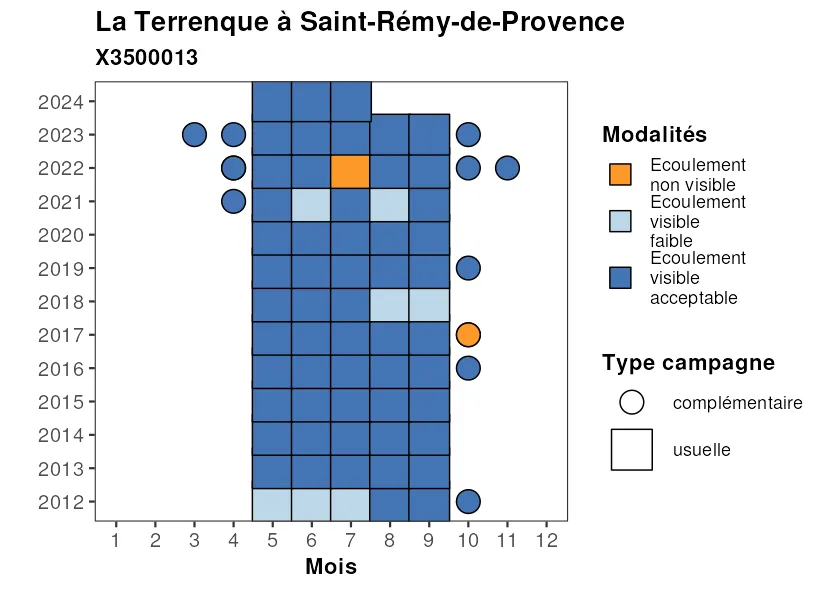 La Terrenque à Saint-Rémy-de-Provence
X3500013
2024
2023
2022
2021
2020
2019
2018
2017
2016
2015
2014
2013
2012
1 2 3 4 5 6 7 8 9 10 11 12
Mois
Modalités
Ecoulement
non visible
Ecoulement
visible
faible
Ecoulement
visible
acceptable
Type campagne
complémentaire
usuelle